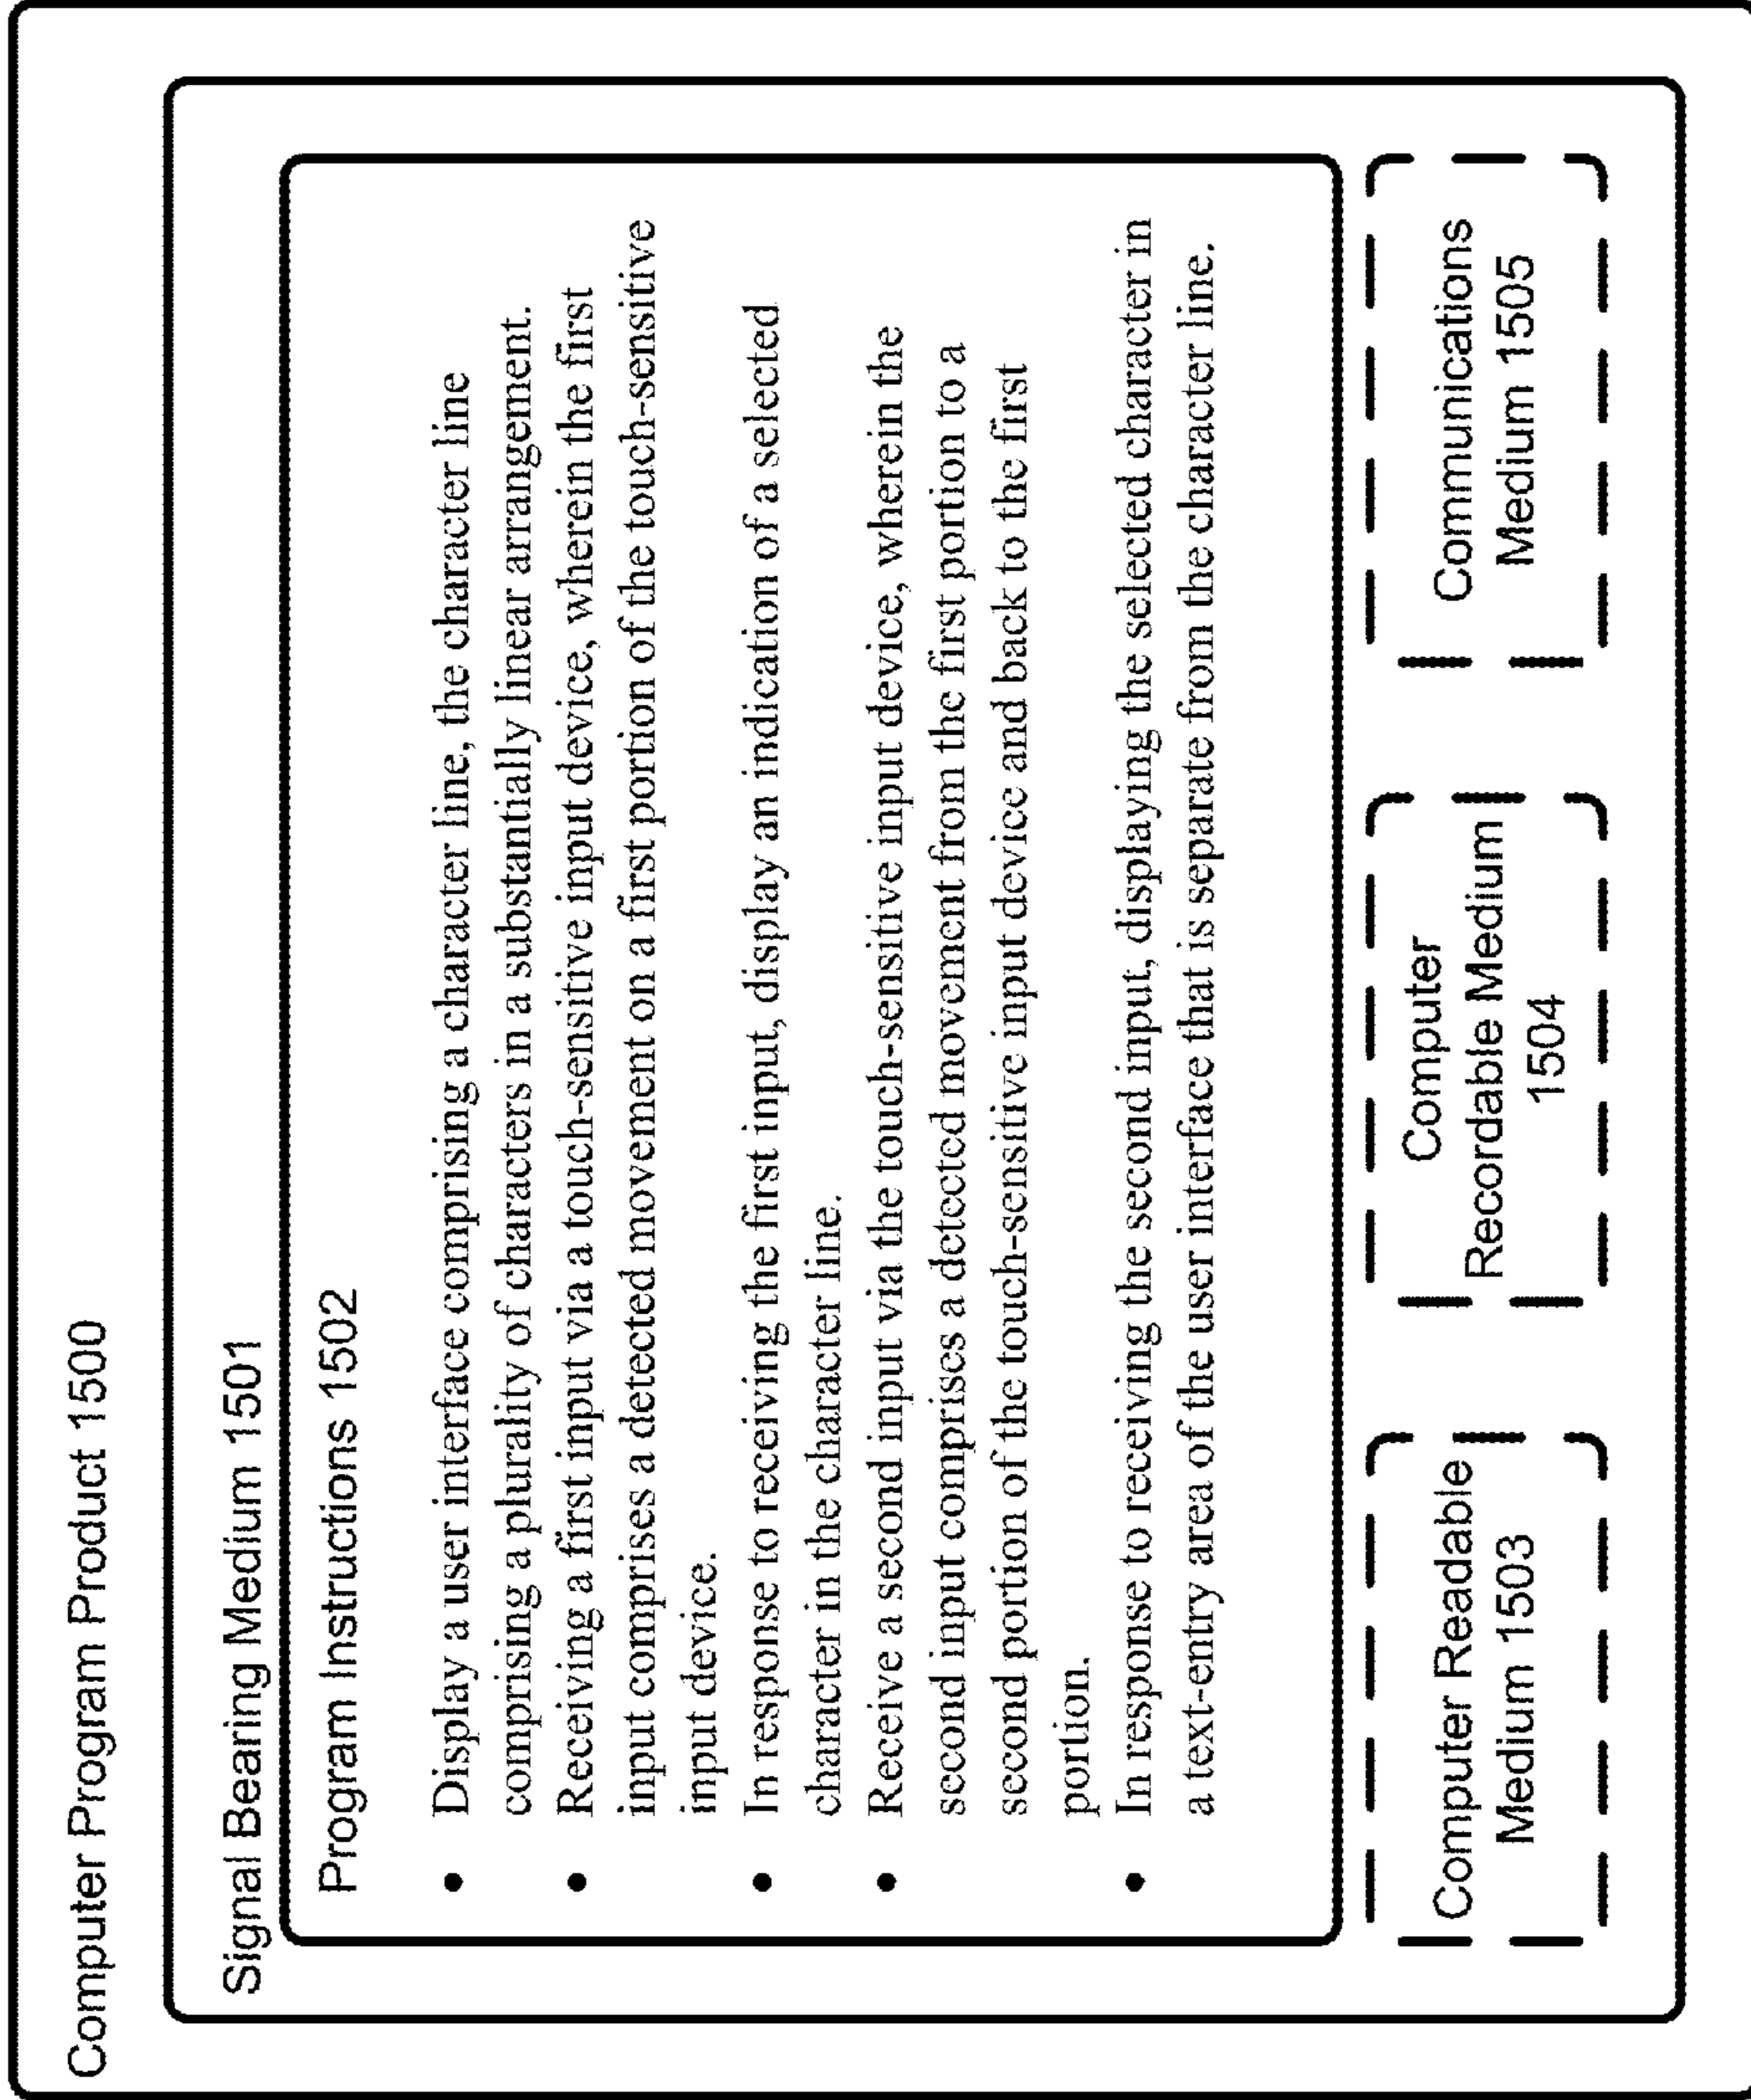 Computer Program Product 1500
Signal Bearing Medium 1501
Program Instructions 1502
• Display a user interface comprising a character line, the character line
comprising a plurality of characters in a substantially linear arrangement.
• Receiving a first input via a touch-sensitive input device, wherein the first
input comprises a detected movement on a first portion of the touch-sensitive
input device.
• In response to receiving the first input, display an indication of a selected
character in the character line.
• Receive a second input via the touch-sensitive input device, wherein the
second input comprises a detected movement from the first portion to a
second portion of the touch-sensitive input device and back to the first
portion.
• In response to receiving the second input, displaying the selected character in
a text-entry area of the user interface that is separate from the character line.
Computer Readable
Medium 1503
Computer
Recordable Medium
1504
Communications
Medium 1505